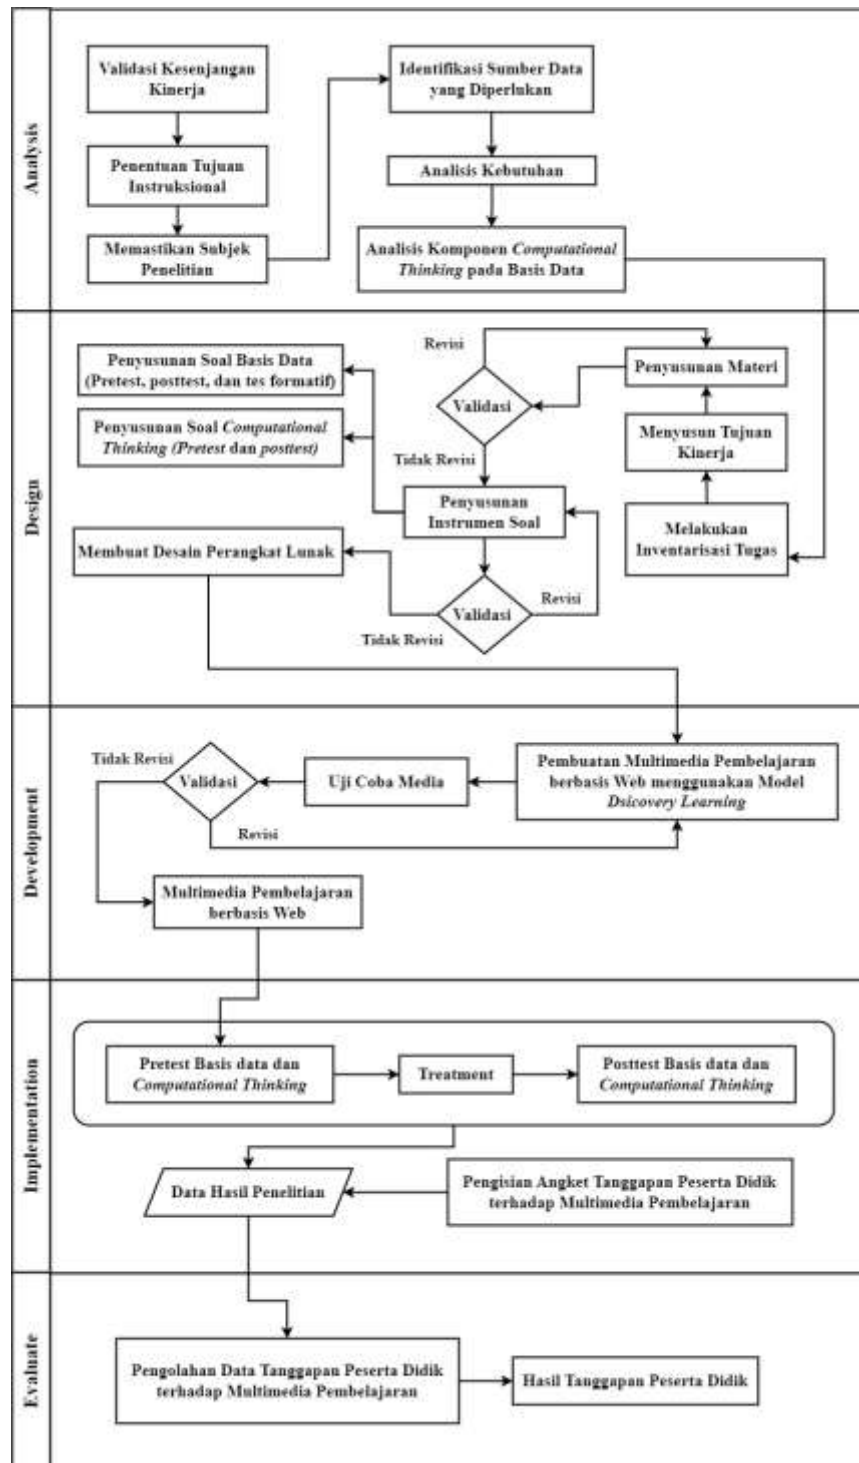 Analysis
Validasi Kesenjangan
Kinerja
Penentuan Tujuan
Instruksional
Memastikan Subjek
Penelitian
Identifikasi Sumber Data
yang Diperlukan
Analisis Kebutuhan
Analisis Komponen Computational
Thinking pada Basis Data
Design
Melakukan
Inventarisasi Tugas
Menyusun Tujuan
Kinerja
Penyusunan Materi
Validasi
Revisi
Tidak Revisi
Penyusunan
Instrumen Soal
Penyusunan Soal Basis Data
(Pretest, posttest, dan tes formatif)
Penyusunan Soal Computational
Thinking (Pretest dan posttest)
Validasi
Revisi
Tidak Revisi
Membuat Desain Perangkat Lunak
Development
Pembuatan Multimedia Pembelajaran
berbasis Web menggunakan Model
Dsicovery Learning
Uji Coba Media
Validasi
Revisi
Tidak Revisi
Multimedia Pembelajaran
berbasis Web
Implementation
Pretest Basis data dan
Computational Thinking
Treatment
Posttest Basis data dan
Computational Thinking
Data Hasil Penelitian
Pengisian Angket Tanggapan Peserta Didik
terhadap Multimedia Pembelajaran
Evaluate
Pengolahan Data Tanggapan Peserta Didik
terhadap Multimedia Pembelajaran
Hasil Tanggapan Peserta Didik